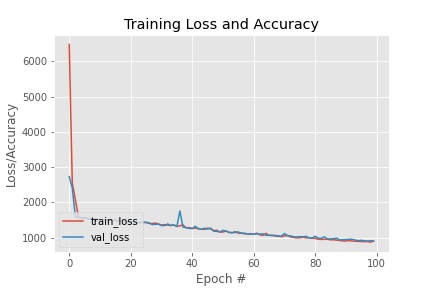 Training Loss and Accuracy
Loss/Accuracy
6000
5000
4000
3000
2000
1000
train_loss
val_loss
0 20 40 60 80 100
Epoch #